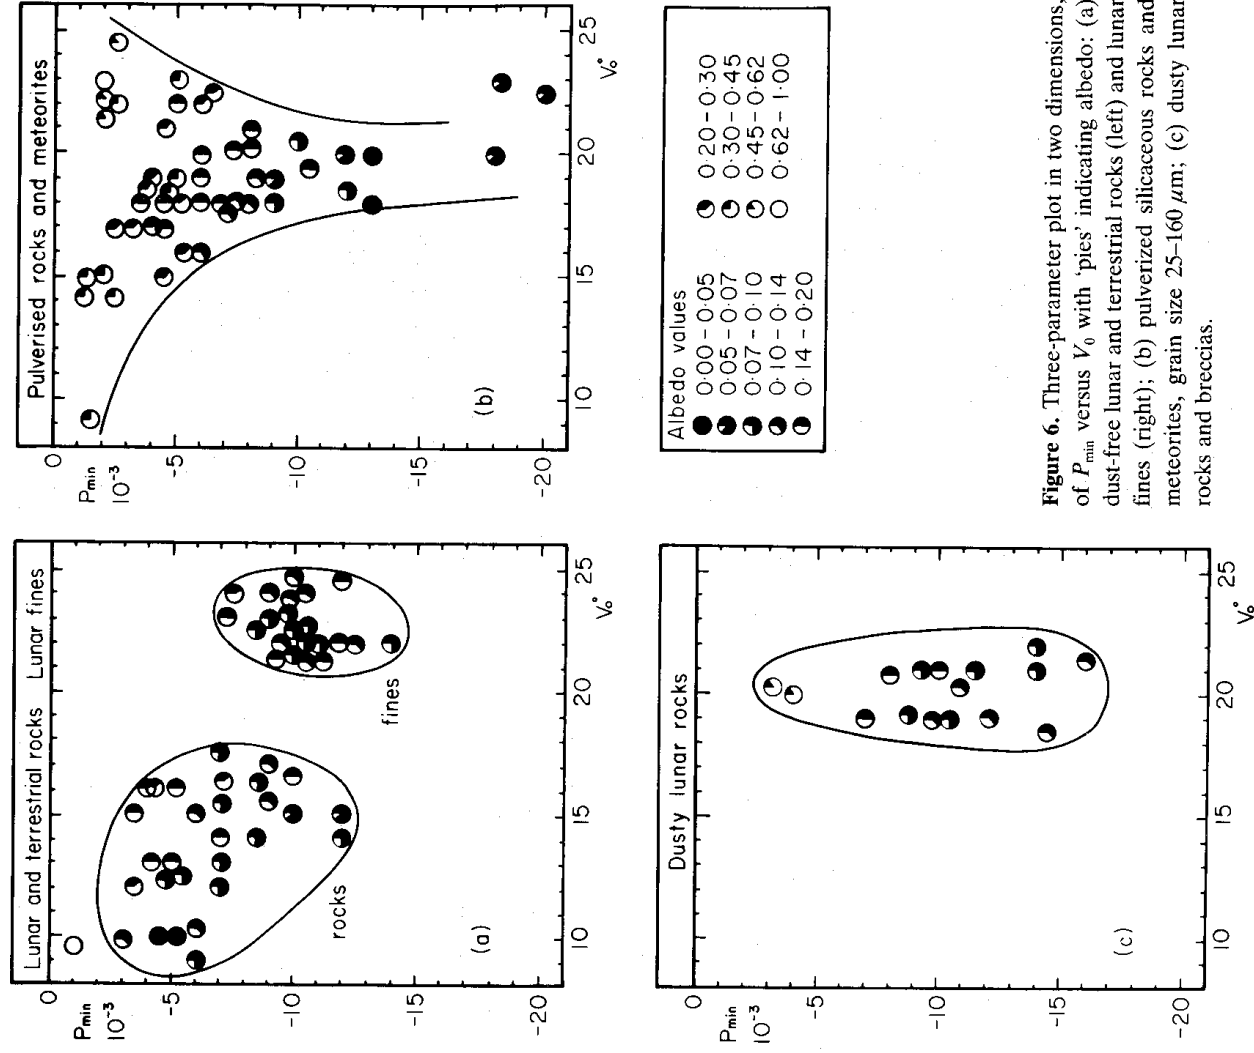 Lunar and terrestrial rocks Lunar fines
0
P_min
10⁻³
-5
-10
-15
-20
rocks
fines
(a)
10
15
20
25
V₀°
Pulverised rocks and meteorites
0
P_min
10⁻³
-5
-10
-15
-20
(b)
10
15
20
25
V₀°
Dusty lunar rocks
0
P_min
10⁻³
-5
-10
-15
-20
(c)
10
15
20
25
V₀°
Albedo values
0·00 – 0·05
0·05 – 0·07
0·07 – 0·10
0·10 – 0·14
0·14 – 0·20
0·20 – 0·30
0·30 – 0·45
0·45 – 0·62
0·62 – 1·00
Figure 6. Three-parameter plot in two dimensions,
of P_min versus V₀ with 'pies' indicating albedo: (a)
dust-free lunar and terrestrial rocks (left) and lunar
fines (right); (b) pulverized silicaceous rocks and
meteorites, grain size 25–160 μm; (c) dusty lunar
rocks and breccias.